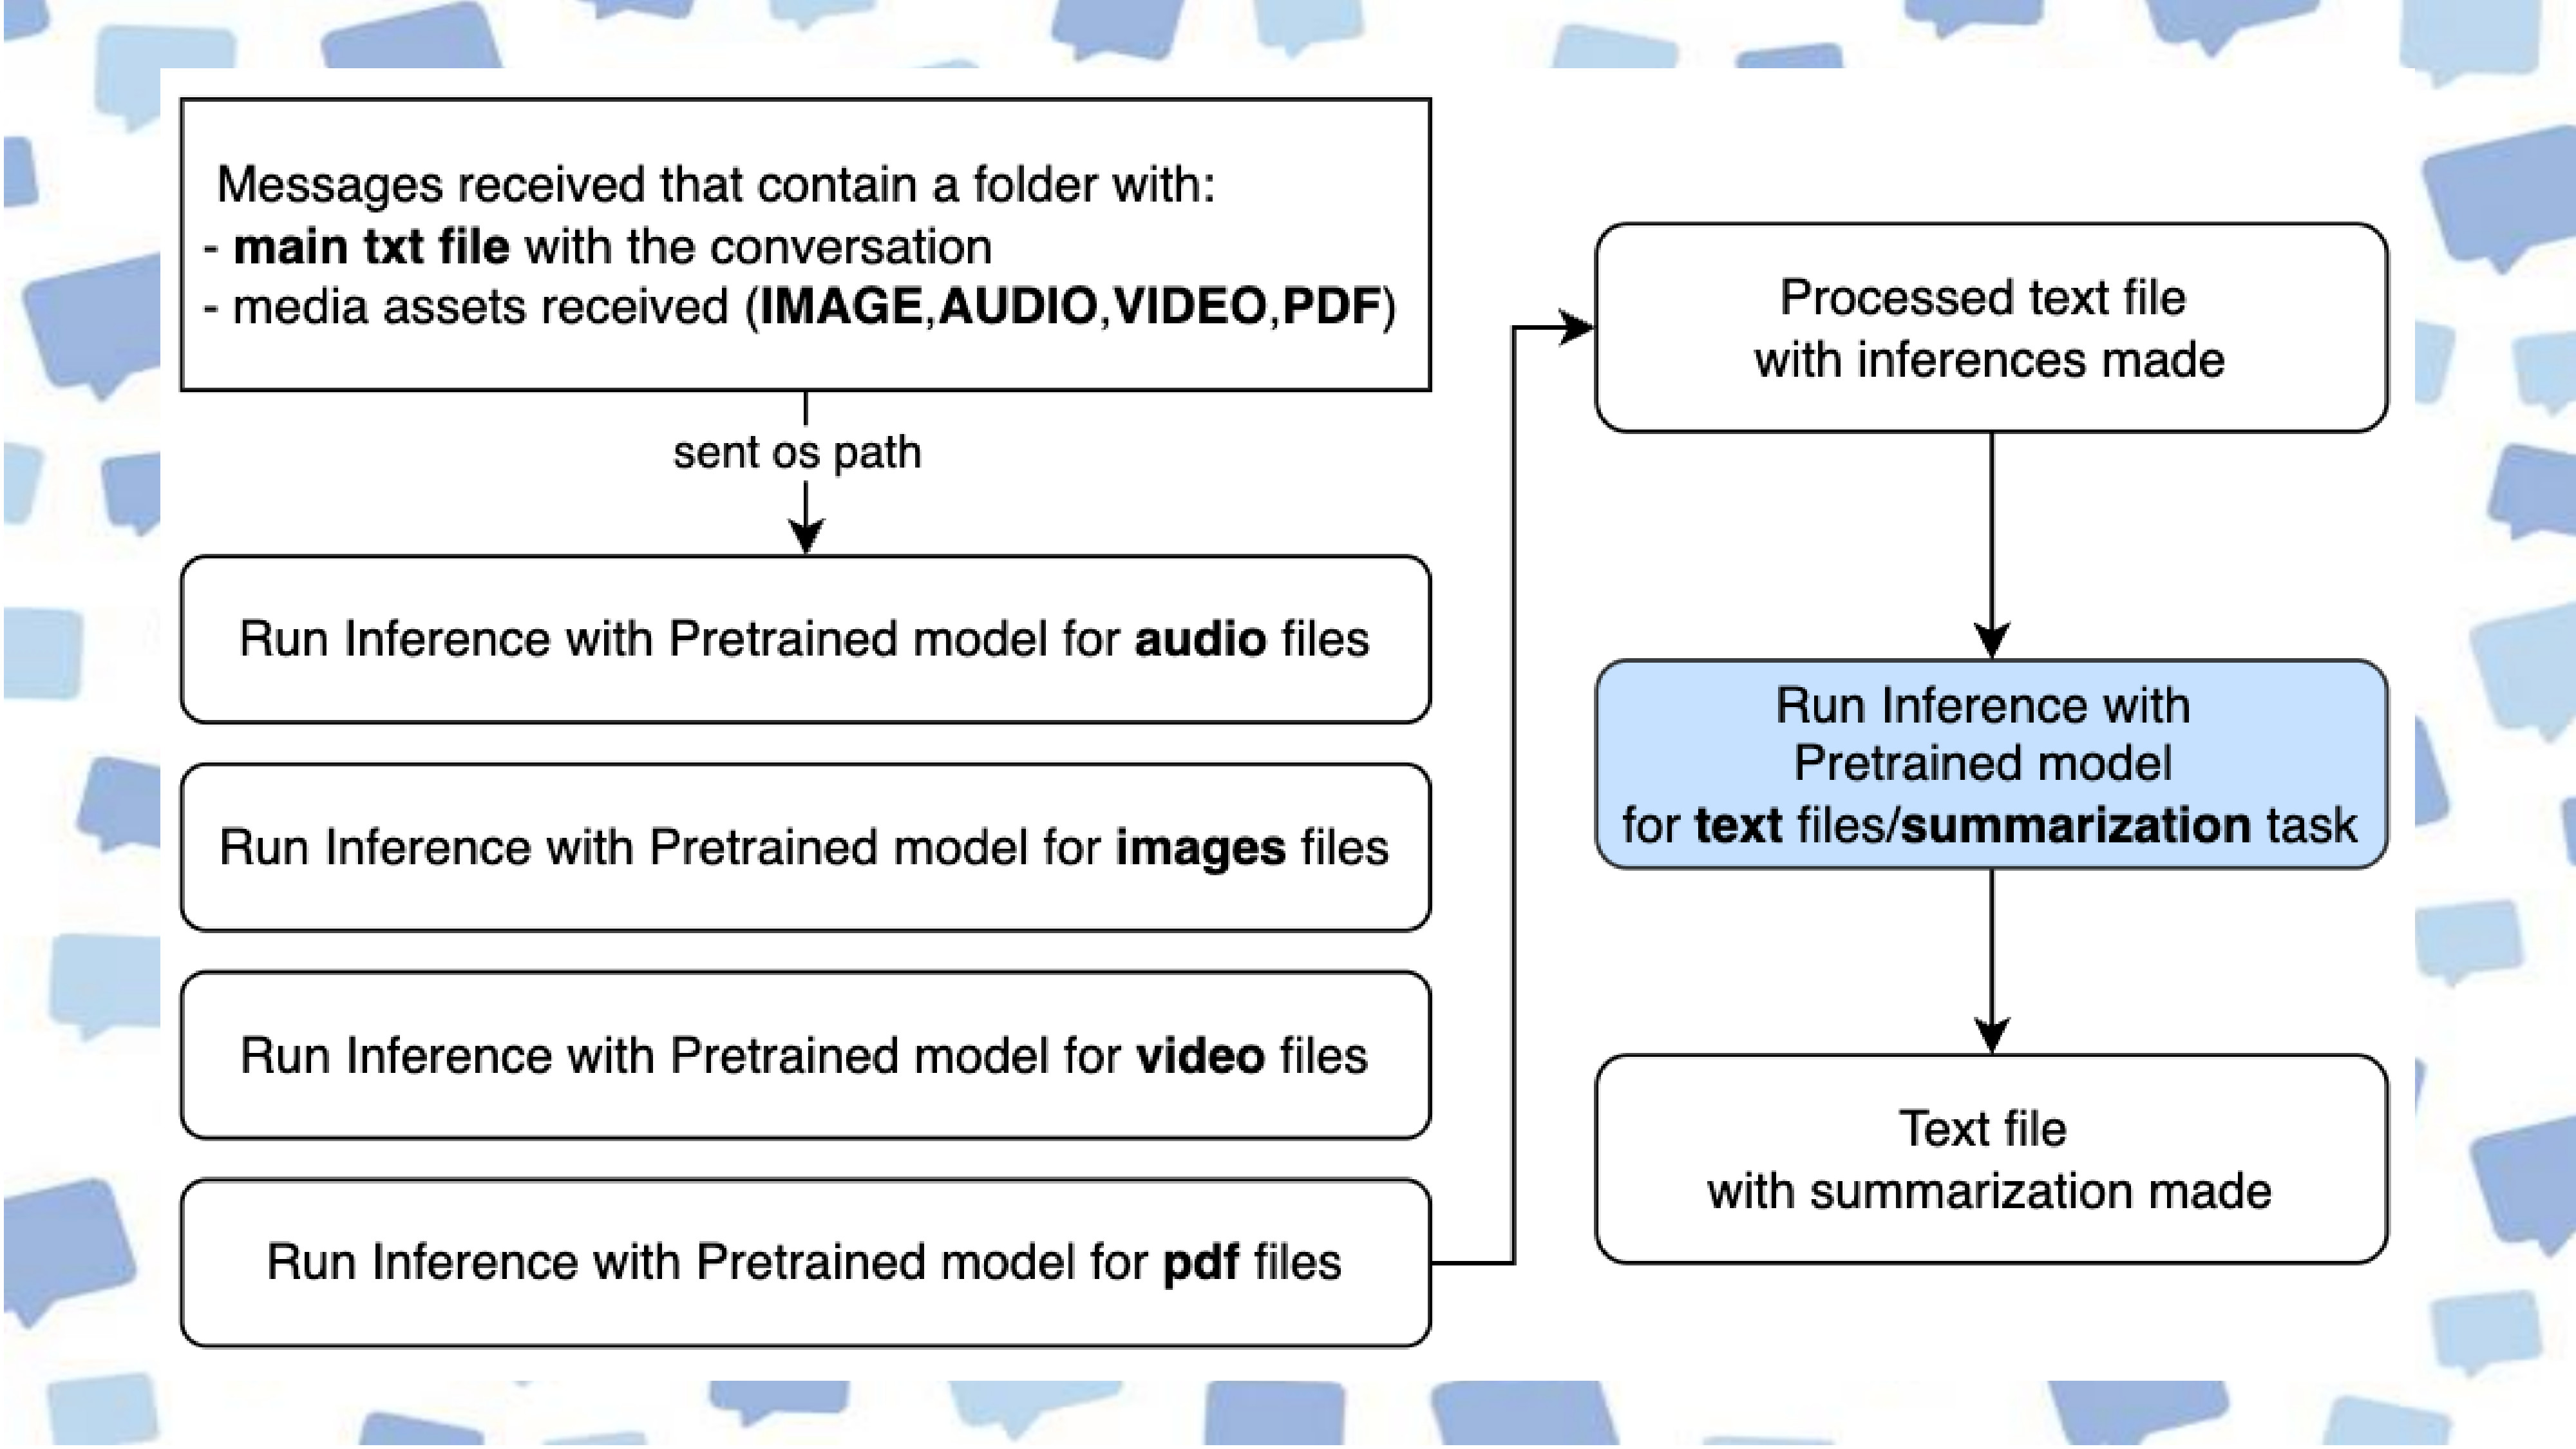 Messages received that contain a folder with:
- main txt file with the conversation
- media assets received (IMAGE,AUDIO,VIDEO,PDF)
sent os path
Run Inference with Pretrained model for audio files
Run Inference with Pretrained model for images files
Run Inference with Pretrained model for video files
Run Inference with Pretrained model for pdf files
Processed text file
with inferences made
Run Inference with
Pretrained model
for text files/summarization task
Text file
with summarization made